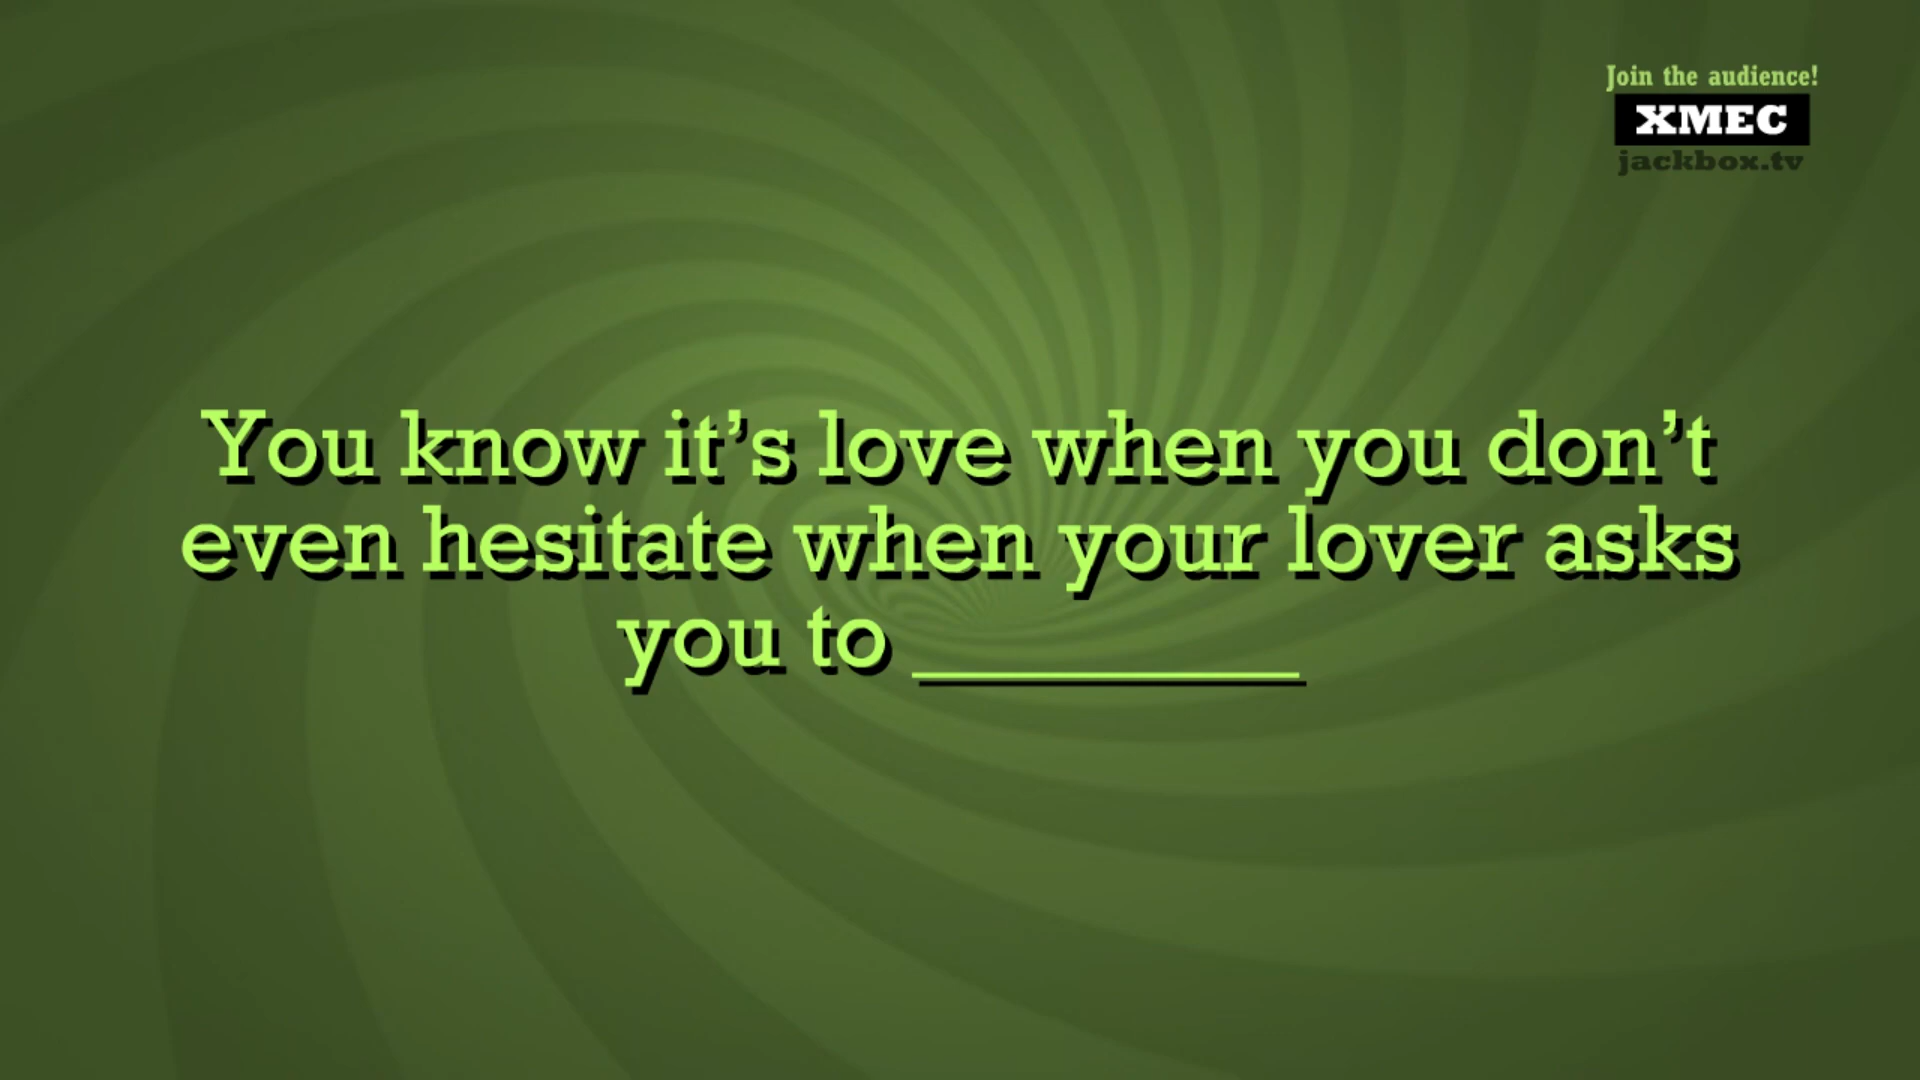 Join the audience!
XMEC
jackbox.tv
You know it’s love when you don’t
even hesitate when your lover asks
you to ________